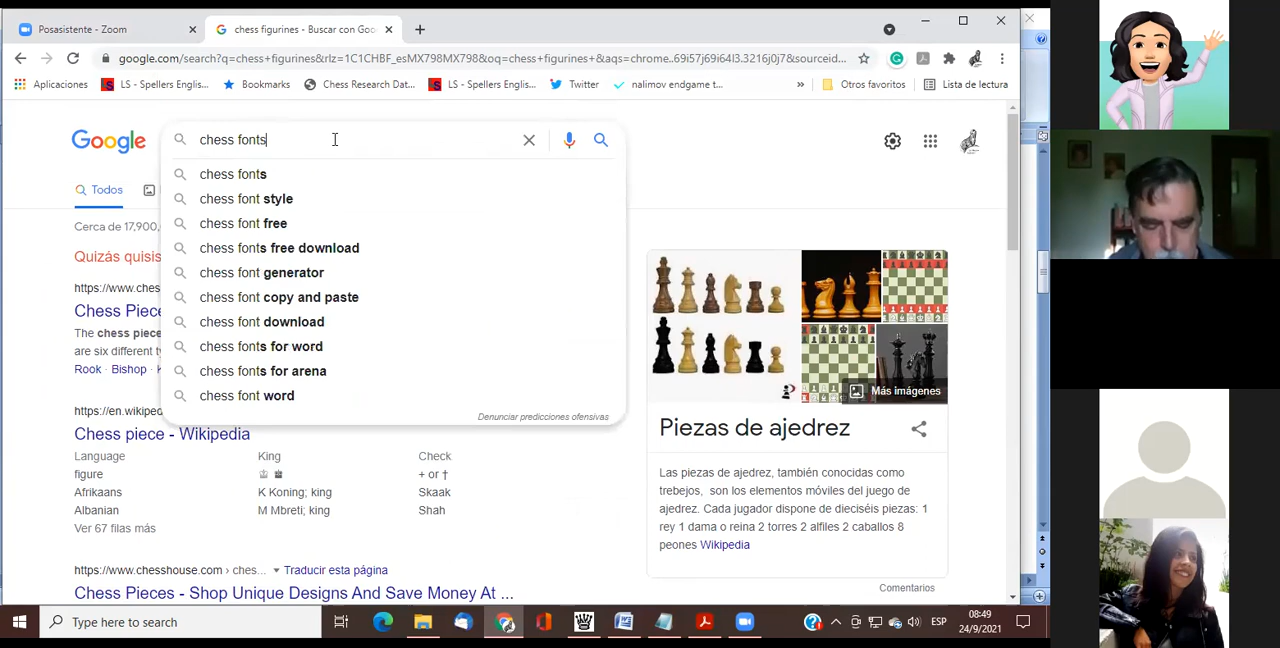 Posasistente - Zoom
chess figurines - Buscar con Goo
google.com/search?q=chess+figurines&rlz=1C1CHBF_esMX798MX798&oq=chess+figurines+&aqs=chrome..69i57j69i64l3.3216j0j7&sourceid
Aplicaciones
LS - Spellers Englis...
Bookmarks
Chess Research Dat...
LS - Spellers Englis...
Twitter
nalimov endgame t...
»
Otros favoritos
Lista de lectura
Google
chess fonts
chess fonts
chess font style
chess font free
chess fonts free download
chess font generator
chess font copy and paste
chess font download
chess fonts for word
chess fonts for arena
chess font word
Denunciar predicciones ofensivas
Todos
Cerca de 17,900,
Quizás quisis
https://www.ches
Chess Piece
The chess piece
are six different ty
Rook · Bishop ·
https://en.wikiped
Chess piece - Wikipedia
Language King Check
figure ♔ ♚ + or †
Afrikaans K Koning; king Skaak
Albanian M Mbreti; king Shah
Ver 67 filas más
https://www.chesshouse.com › chess... ▾ Traducir esta página
Chess Pieces - Shop Unique Designs And Save Money At ...
Más imágenes
Piezas de ajedrez
Las piezas de ajedrez, también conocidas como
trebejos, son los elementos móviles del juego de
ajedrez. Cada jugador dispone de dieciséis piezas: 1
rey 1 dama o reina 2 torres 2 alfiles 2 caballos 8
peones Wikipedia
Comentarios
Type here to search
ESP
08:49
24/9/2021